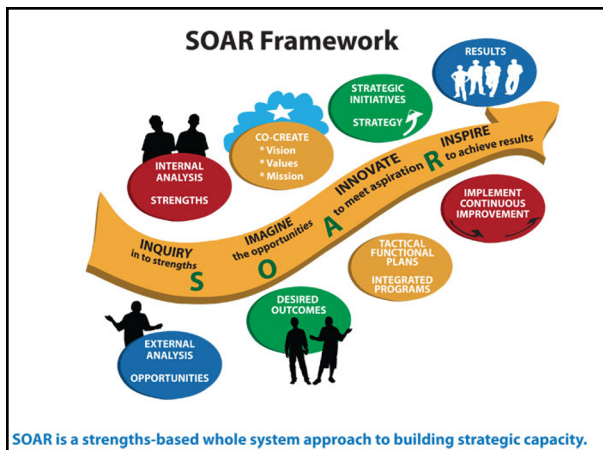 SOAR Framework
RESULTS
STRATEGIC
INITIATIVES
STRATEGY
CO-CREATE
* Vision
* Values
* Mission
INTERNAL
ANALYSIS
STRENGTHS
INQUIRY
in to strengths
S
IMAGINE
the opportunities
O
INNOVATE
to meet aspiration
A
INSPIRE
to achieve results
R
IMPLEMENT
CONTINUOUS
IMPROVEMENT
TACTICAL
FUNCTIONAL
PLANS
INTEGRATED
PROGRAMS
DESIRED
OUTCOMES
EXTERNAL
ANALYSIS
OPPORTUNITIES
SOAR is a strengths-based whole system approach to building strategic capacity.